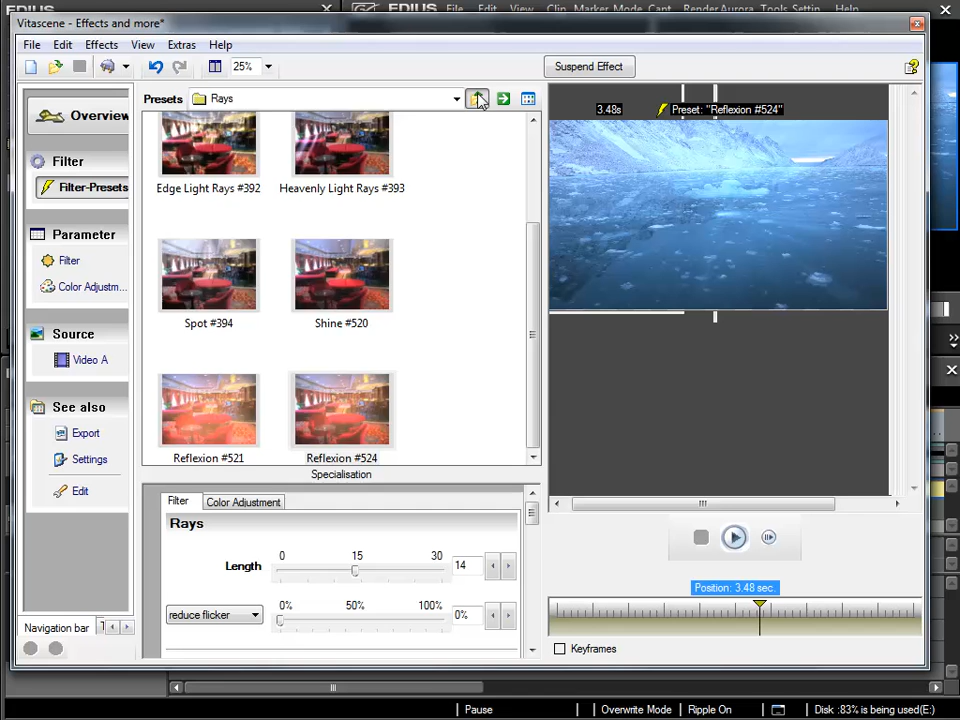 EDIUS
EDIUS File Edit View Clip Marker Mode Capt Render Aurora Tools Settin Help
Vitascene - Effects and more*
File Edit Effects View Extras Help
25%
Suspend Effect
Overview
Presets Rays
3.48s Preset: "Reflexion #524"
Filter
Filter-Presets
Edge Light Rays #392 Heavenly Light Rays #393
Parameter
Filter
Color Adjustm...
Spot #394 Shine #520
Source
Video A
See also
Export
Settings
Edit
Reflexion #521 Reflexion #524
Specialisation
Filter Color Adjustment
Rays
0 15 30
Length 14
0% 50% 100%
reduce flicker 0%
Position: 3.48 sec.
Keyframes
Navigation bar
Pause Overwrite Mode Ripple On Disk :83% is being used(E:)